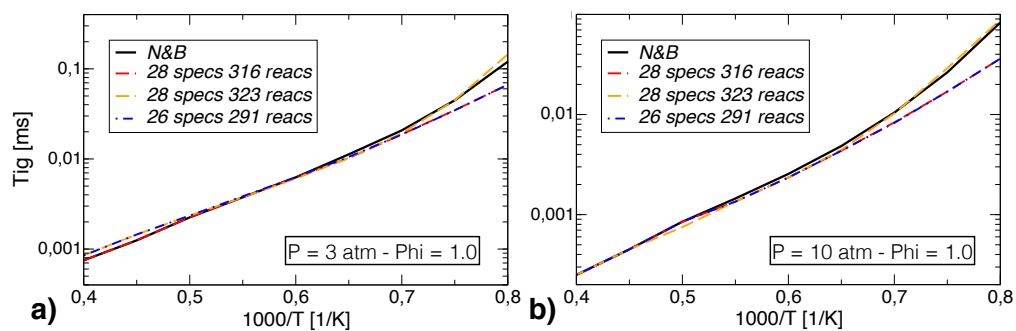 N&B
28 specs 316 reacs
28 specs 323 reacs
26 specs 291 reacs
Tig [ms]
0,1
0,01
0,001
P = 3 atm - Phi = 1.0
0,4 0,5 0,6 0,7 0,8
1000/T [1/K]
a)
N&B
28 specs 316 reacs
28 specs 323 reacs
26 specs 291 reacs
0,01
0,001
P = 10 atm - Phi = 1.0
0,4 0,5 0,6 0,7 0,8
1000/T [1/K]
b)